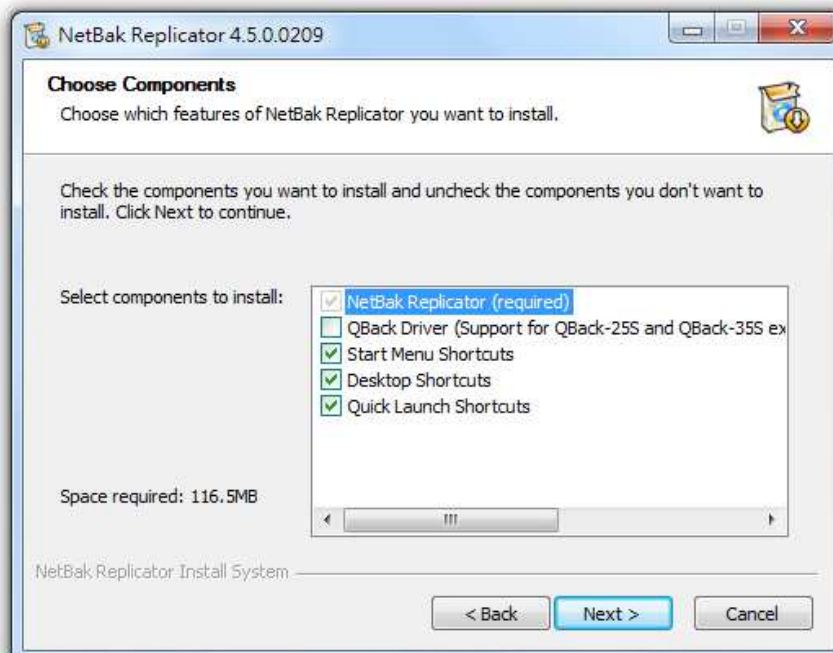 NetBak Replicator 4.5.0.0209
Choose Components
Choose which features of NetBak Replicator you want to install.
Check the components you want to install and uncheck the components you don't want to
install. Click Next to continue.
Select components to install:
NetBak Replicator (required)
QBack Driver (Support for QBack-25S and QBack-35S ex
Start Menu Shortcuts
Desktop Shortcuts
Quick Launch Shortcuts
Space required: 116.5MB
NetBak Replicator Install System
< Back
Next >
Cancel